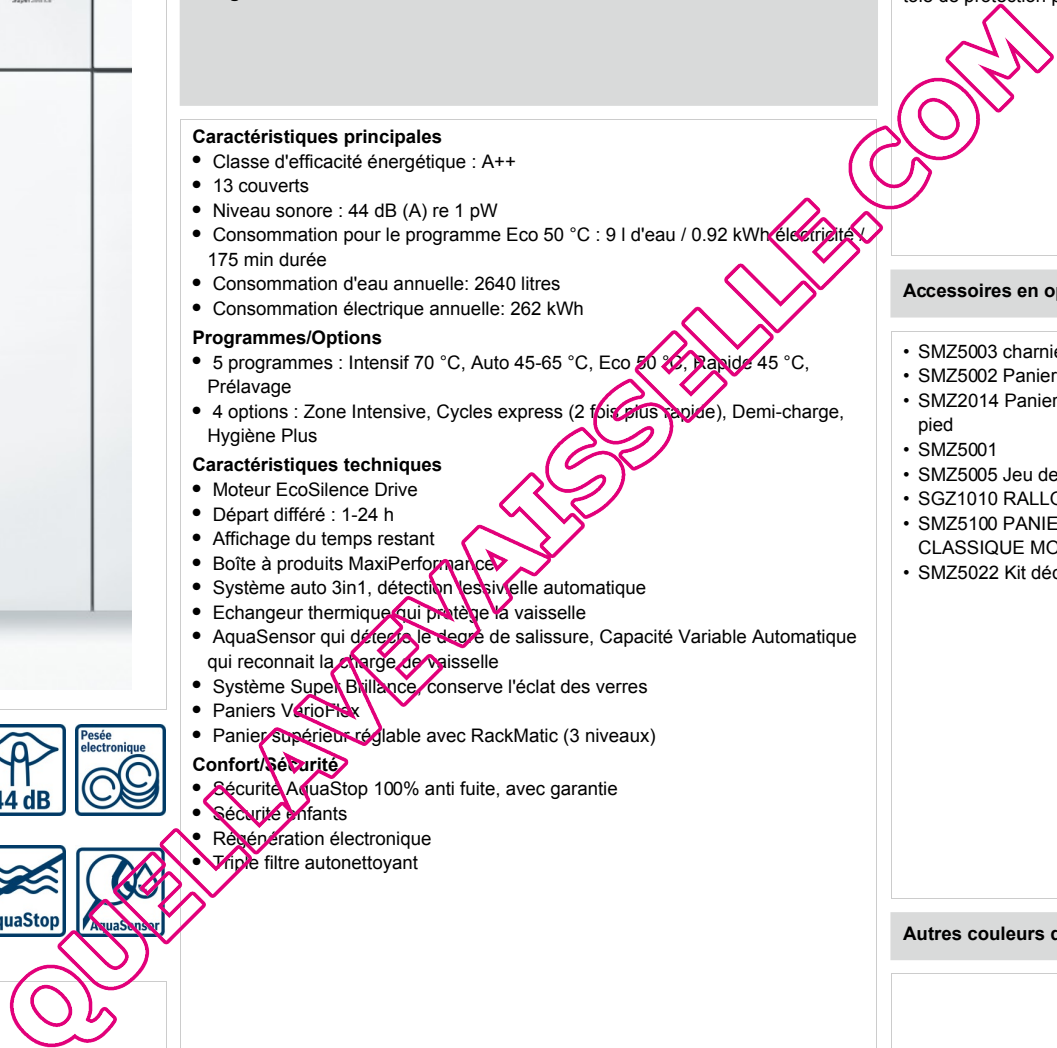 Caractéristiques principales
• Classe d'efficacité énergétique : A++
• 13 couverts
• Niveau sonore : 44 dB (A) re 1 pW
• Consommation pour le programme Eco 50 °C : 9 l d'eau / 0.92 kWh électricité /
175 min durée
• Consommation d'eau annuelle: 2640 litres
• Consommation électrique annuelle: 262 kWh
Programmes/Options
• 5 programmes : Intensif 70 °C, Auto 45-65 °C, Eco 50 °C, Rapide 45 °C,
Prélavage
• 4 options : Zone Intensive, Cycles express (2 fois plus rapide), Demi-charge,
Hygiène Plus
Caractéristiques techniques
• Moteur EcoSilence Drive
• Départ différé : 1-24 h
• Affichage du temps restant
• Boîte à produits MaxiPerformance
• Système auto 3in1, détection lessivielle automatique
• Echangeur thermique qui protège la vaisselle
• AquaSensor qui détecte le degré de salissure, Capacité Variable Automatique
qui reconnait la charge de vaisselle
• Système Super Brillance, conserve l'éclat des verres
• Paniers VarioFlex
• Panier supérieur réglable avec RackMatic (3 niveaux)
Confort/Sécurité
• Sécurité AquaStop 100% anti fuite, avec garantie
• Sécurité enfants
• Régénération électronique
• Triple filtre autonettoyant
44 dB
Pesée
electronique
quaStop
AquaSensor
Accessoires en op
• SMZ5003 charniè
• SMZ5002 Panier
• SMZ2014 Panier
pied
• SMZ5001
• SMZ5005 Jeu de
• SGZ1010 RALLO
• SMZ5100 PANIE
CLASSIQUE MO
• SMZ5022 Kit déc
Autres couleurs d
QUELLAVEVAISSELLE.COM